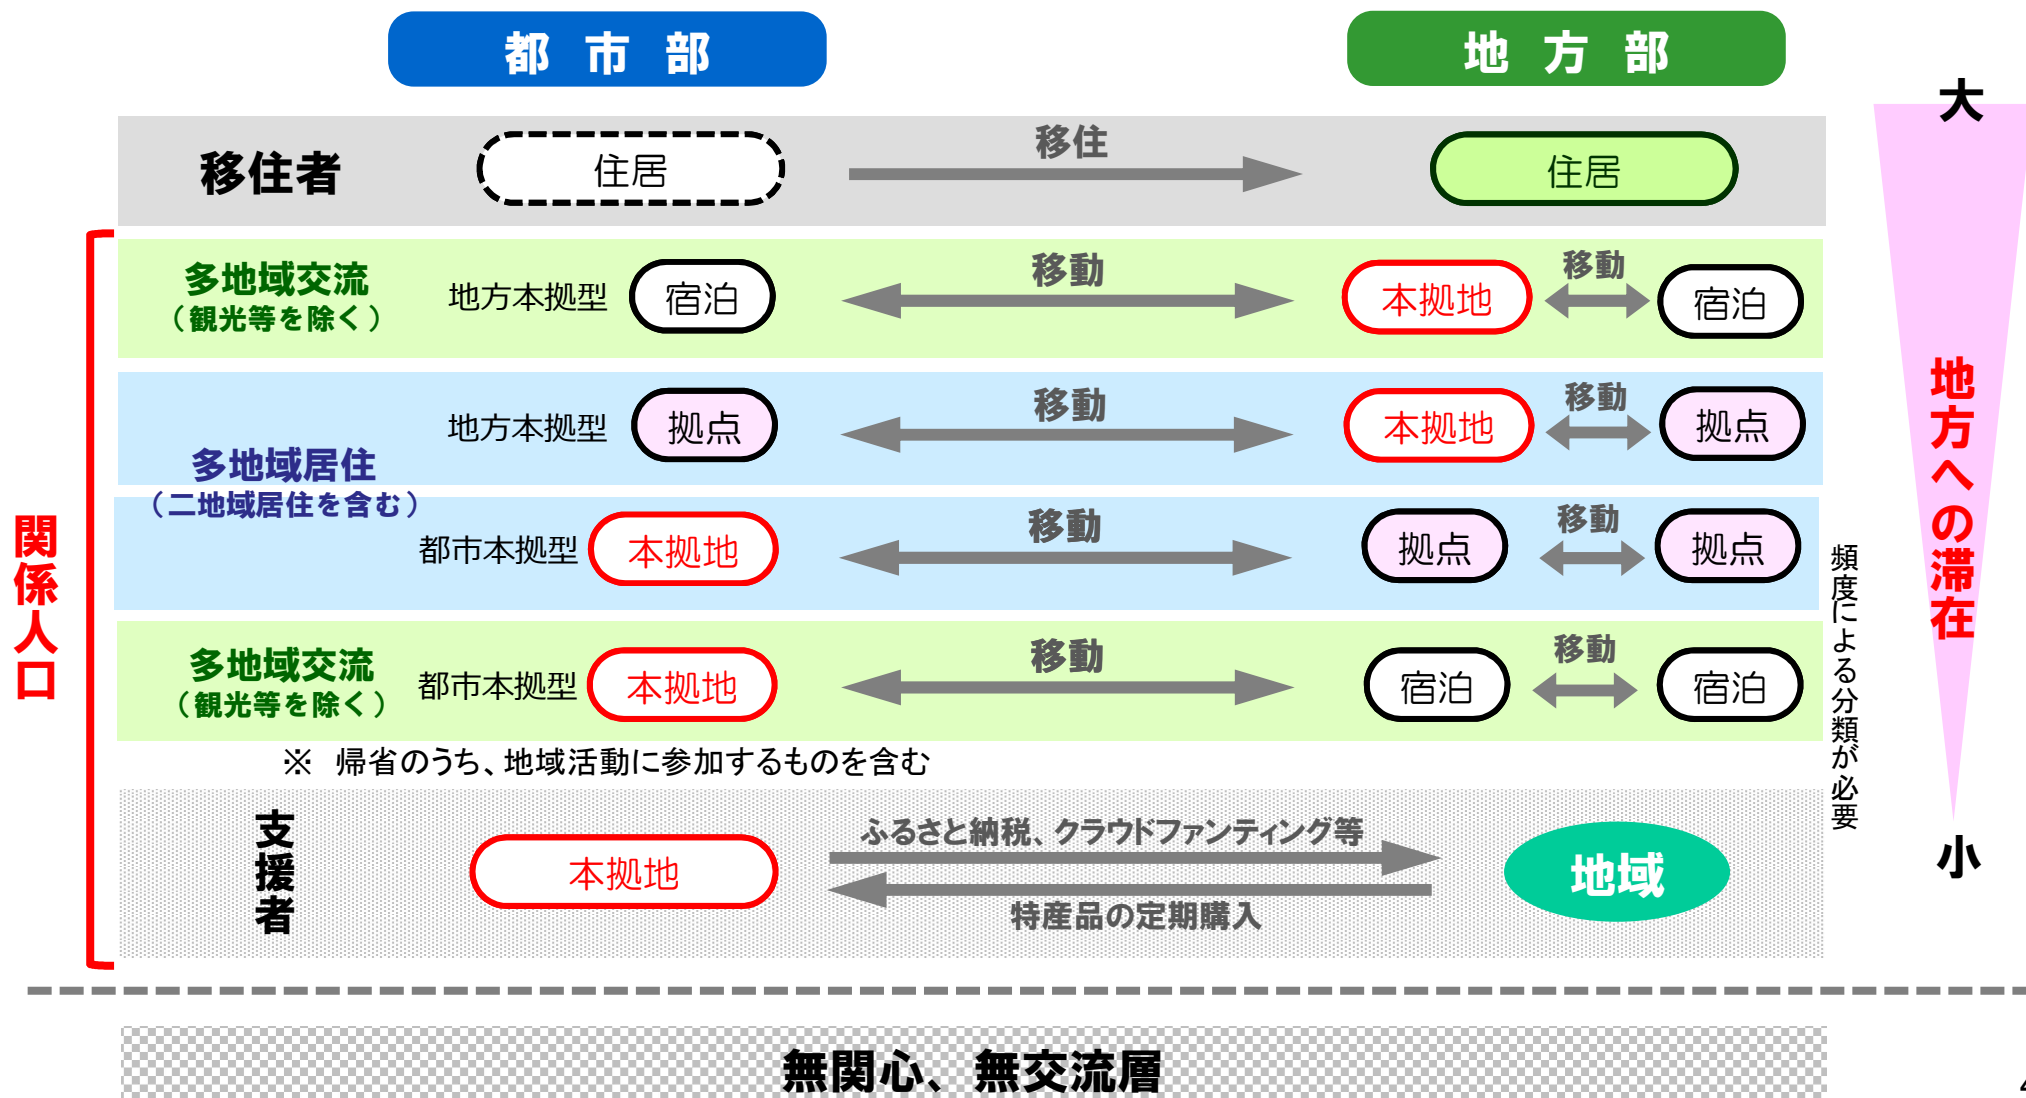 都市部
地方部
大
移住者
住居
移住
住居
多地域交流
（観光等を除く）
地方本拠型
宿泊
移動
本拠地
移動
宿泊
地方本拠型
拠点
移動
本拠地
移動
拠点
多地域居住
（二地域居住を含む）
都市本拠型
本拠地
移動
拠点
移動
拠点
多地域交流
（観光等を除く）
都市本拠型
本拠地
移動
宿泊
移動
宿泊
※　帰省のうち、地域活動に参加するものを含む
関係人口
頻度による分類が必要
地方への滞在
小
支援者
本拠地
ふるさと納税、クラウドファンティング等
特産品の定期購入
地域
無関心、無交流層